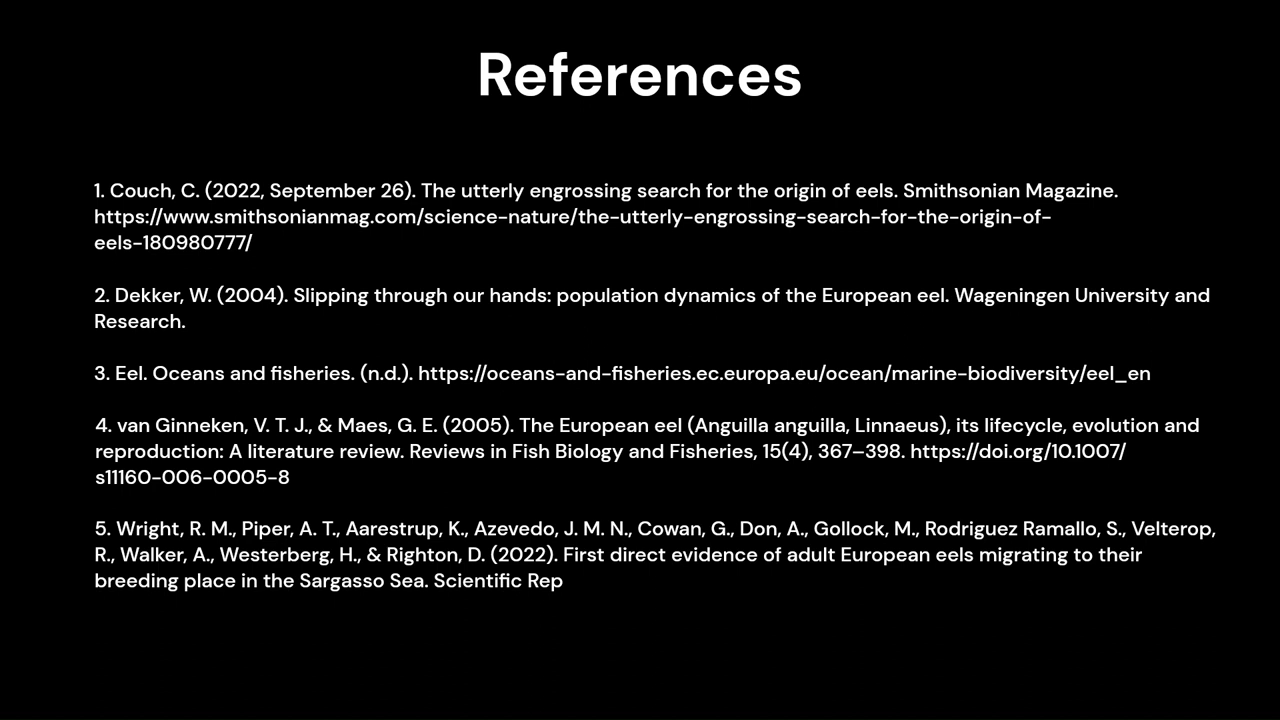 References
1. Couch, C. (2022, September 26). The utterly engrossing search for the origin of eels. Smithsonian Magazine.
https://www.smithsonianmag.com/science-nature/the-utterly-engrossing-search-for-the-origin-of-
eels-180980777/
2. Dekker, W. (2004). Slipping through our hands: population dynamics of the European eel. Wageningen University and
Research.
3. Eel. Oceans and fisheries. (n.d.). https://oceans-and-fisheries.ec.europa.eu/ocean/marine-biodiversity/eel_en
4. van Ginneken, V. T. J., & Maes, G. E. (2005). The European eel (Anguilla anguilla, Linnaeus), its lifecycle, evolution and
reproduction: A literature review. Reviews in Fish Biology and Fisheries, 15(4), 367–398. https://doi.org/10.1007/
s11160-006-0005-8
5. Wright, R. M., Piper, A. T., Aarestrup, K., Azevedo, J. M. N., Cowan, G., Don, A., Gollock, M., Rodriguez Ramallo, S., Velterop,
R., Walker, A., Westerberg, H., & Righton, D. (2022). First direct evidence of adult European eels migrating to their
breeding place in the Sargasso Sea. Scientific Rep